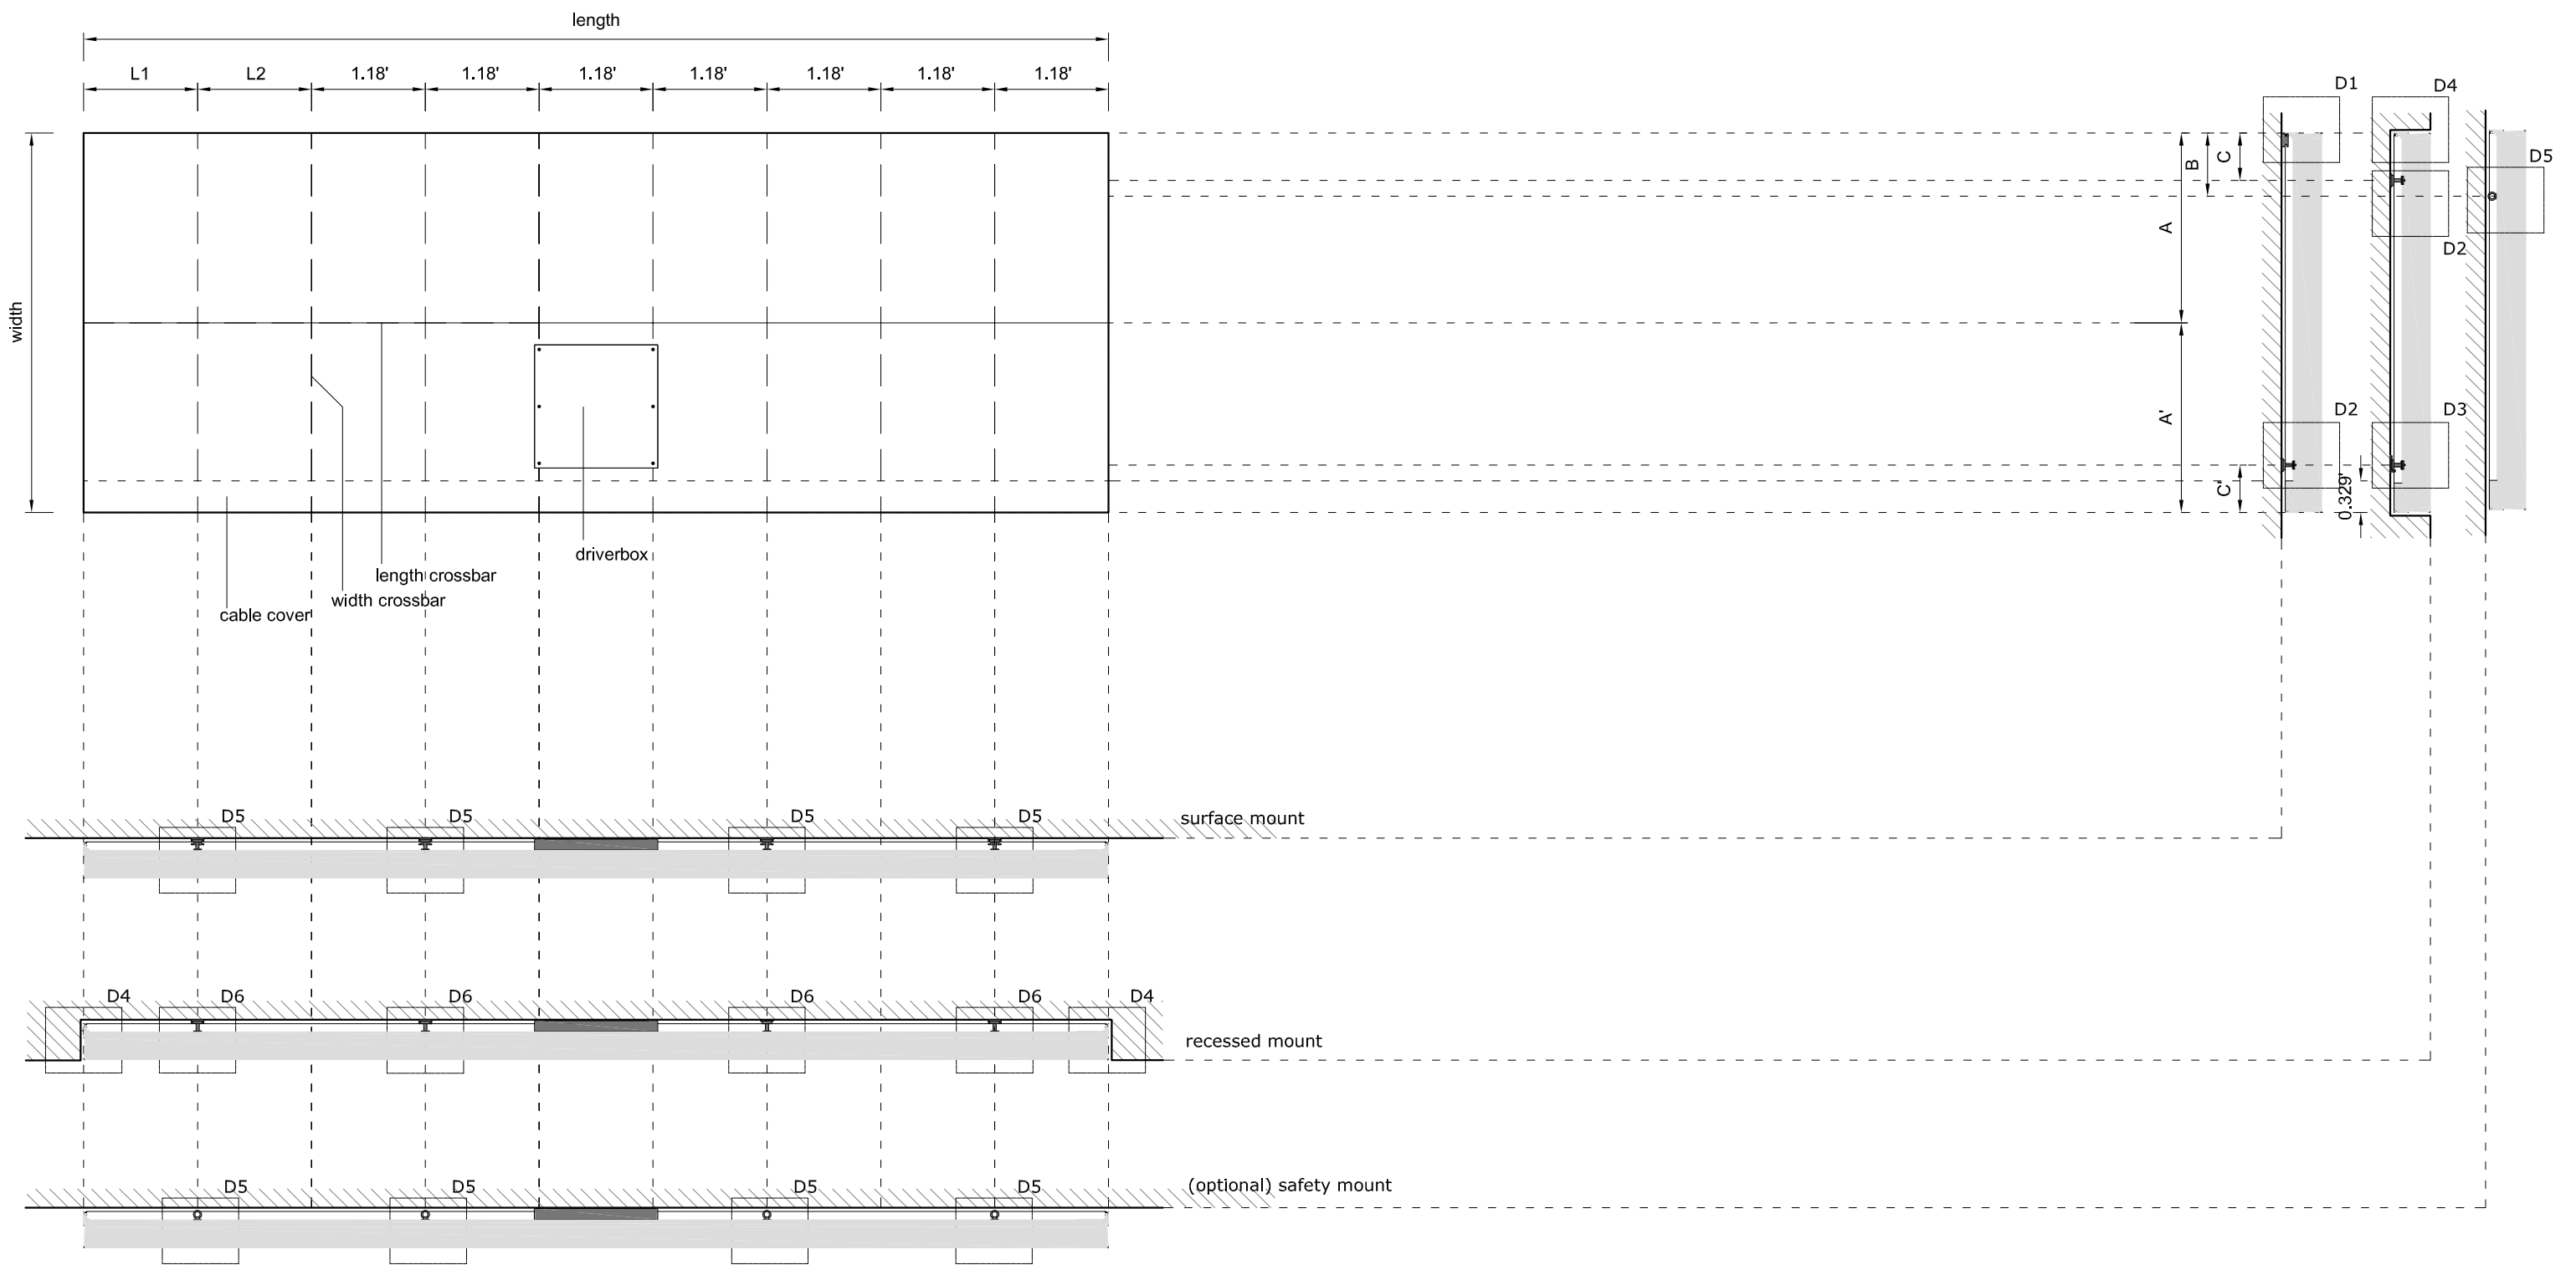 length
L1 L2 1.18' 1.18' 1.18' 1.18' 1.18' 1.18' 1.18'
D1 D4
B C D5
A
D2
width
A'
D2 D3
C' 0.329'
driverbox
length crossbar
width crossbar
cable cover
D5 D5 D5 D5 surface mount
D4 D6 D6 D6 D6 D4
recessed mount
D5 D5 D5 D5 (optional) safety mount